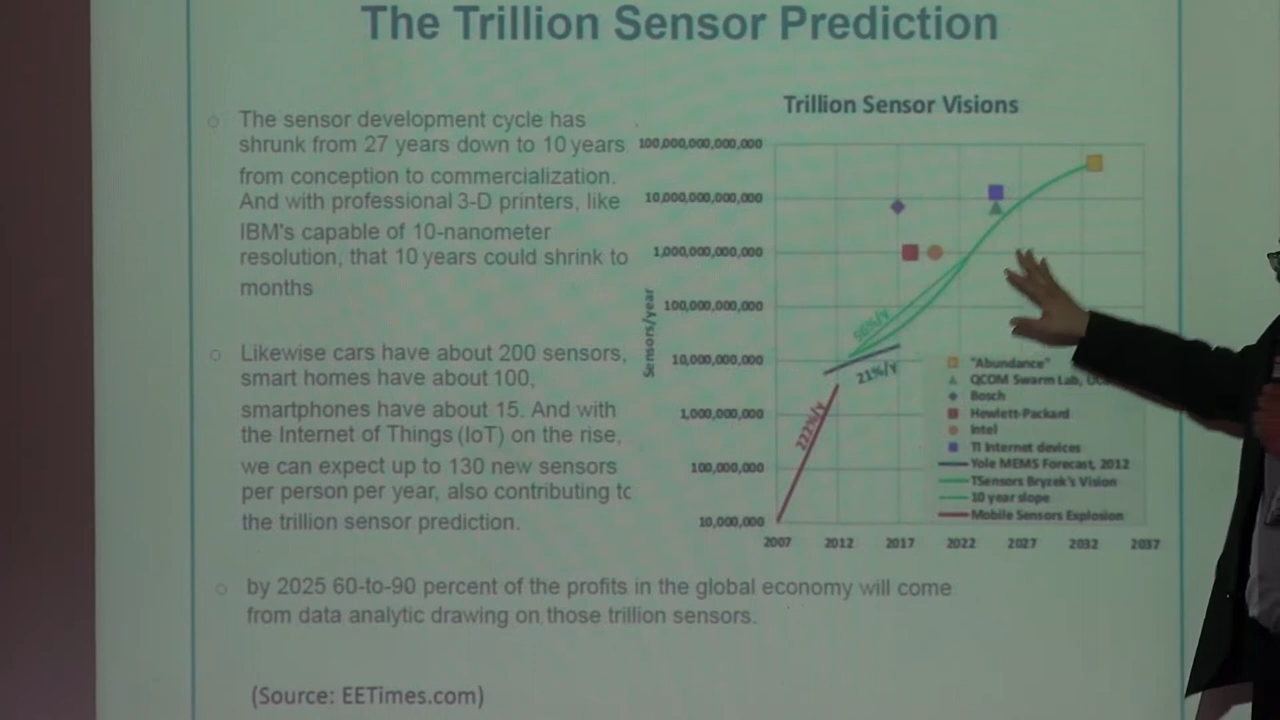 The Trillion Sensor Prediction
The sensor development cycle has
shrunk from 27 years down to 10 years
from conception to commercialization.
And with professional 3-D printers, like
IBM's capable of 10-nanometer
resolution, that 10 years could shrink to
months
Likewise cars have about 200 sensors,
smart homes have about 100,
smartphones have about 15. And with
the Internet of Things (IoT) on the rise,
we can expect up to 130 new sensors
per person per year, also contributing to
the trillion sensor prediction.
Trillion Sensor Visions
Sensors/year
100,000,000,000,000
10,000,000,000,000
1,000,000,000,000
100,000,000,000
10,000,000,000
1,000,000,000
100,000,000
10,000,000
2007 2012 2017 2022 2027 2032 2037
56%/Y
21%/Y
222%/Y
"Abundance"
QCOM Swarm Lab,
Bosch
Hewlett-Packard
Intel
TI Internet devices
Yole MEMS Forecast, 2012
TSensors Bryzek's Vision
10 year slope
Mobile Sensors Explosion
by 2025 60-to-90 percent of the profits in the global economy will come
from data analytic drawing on those trillion sensors.
(Source: EETimes.com)